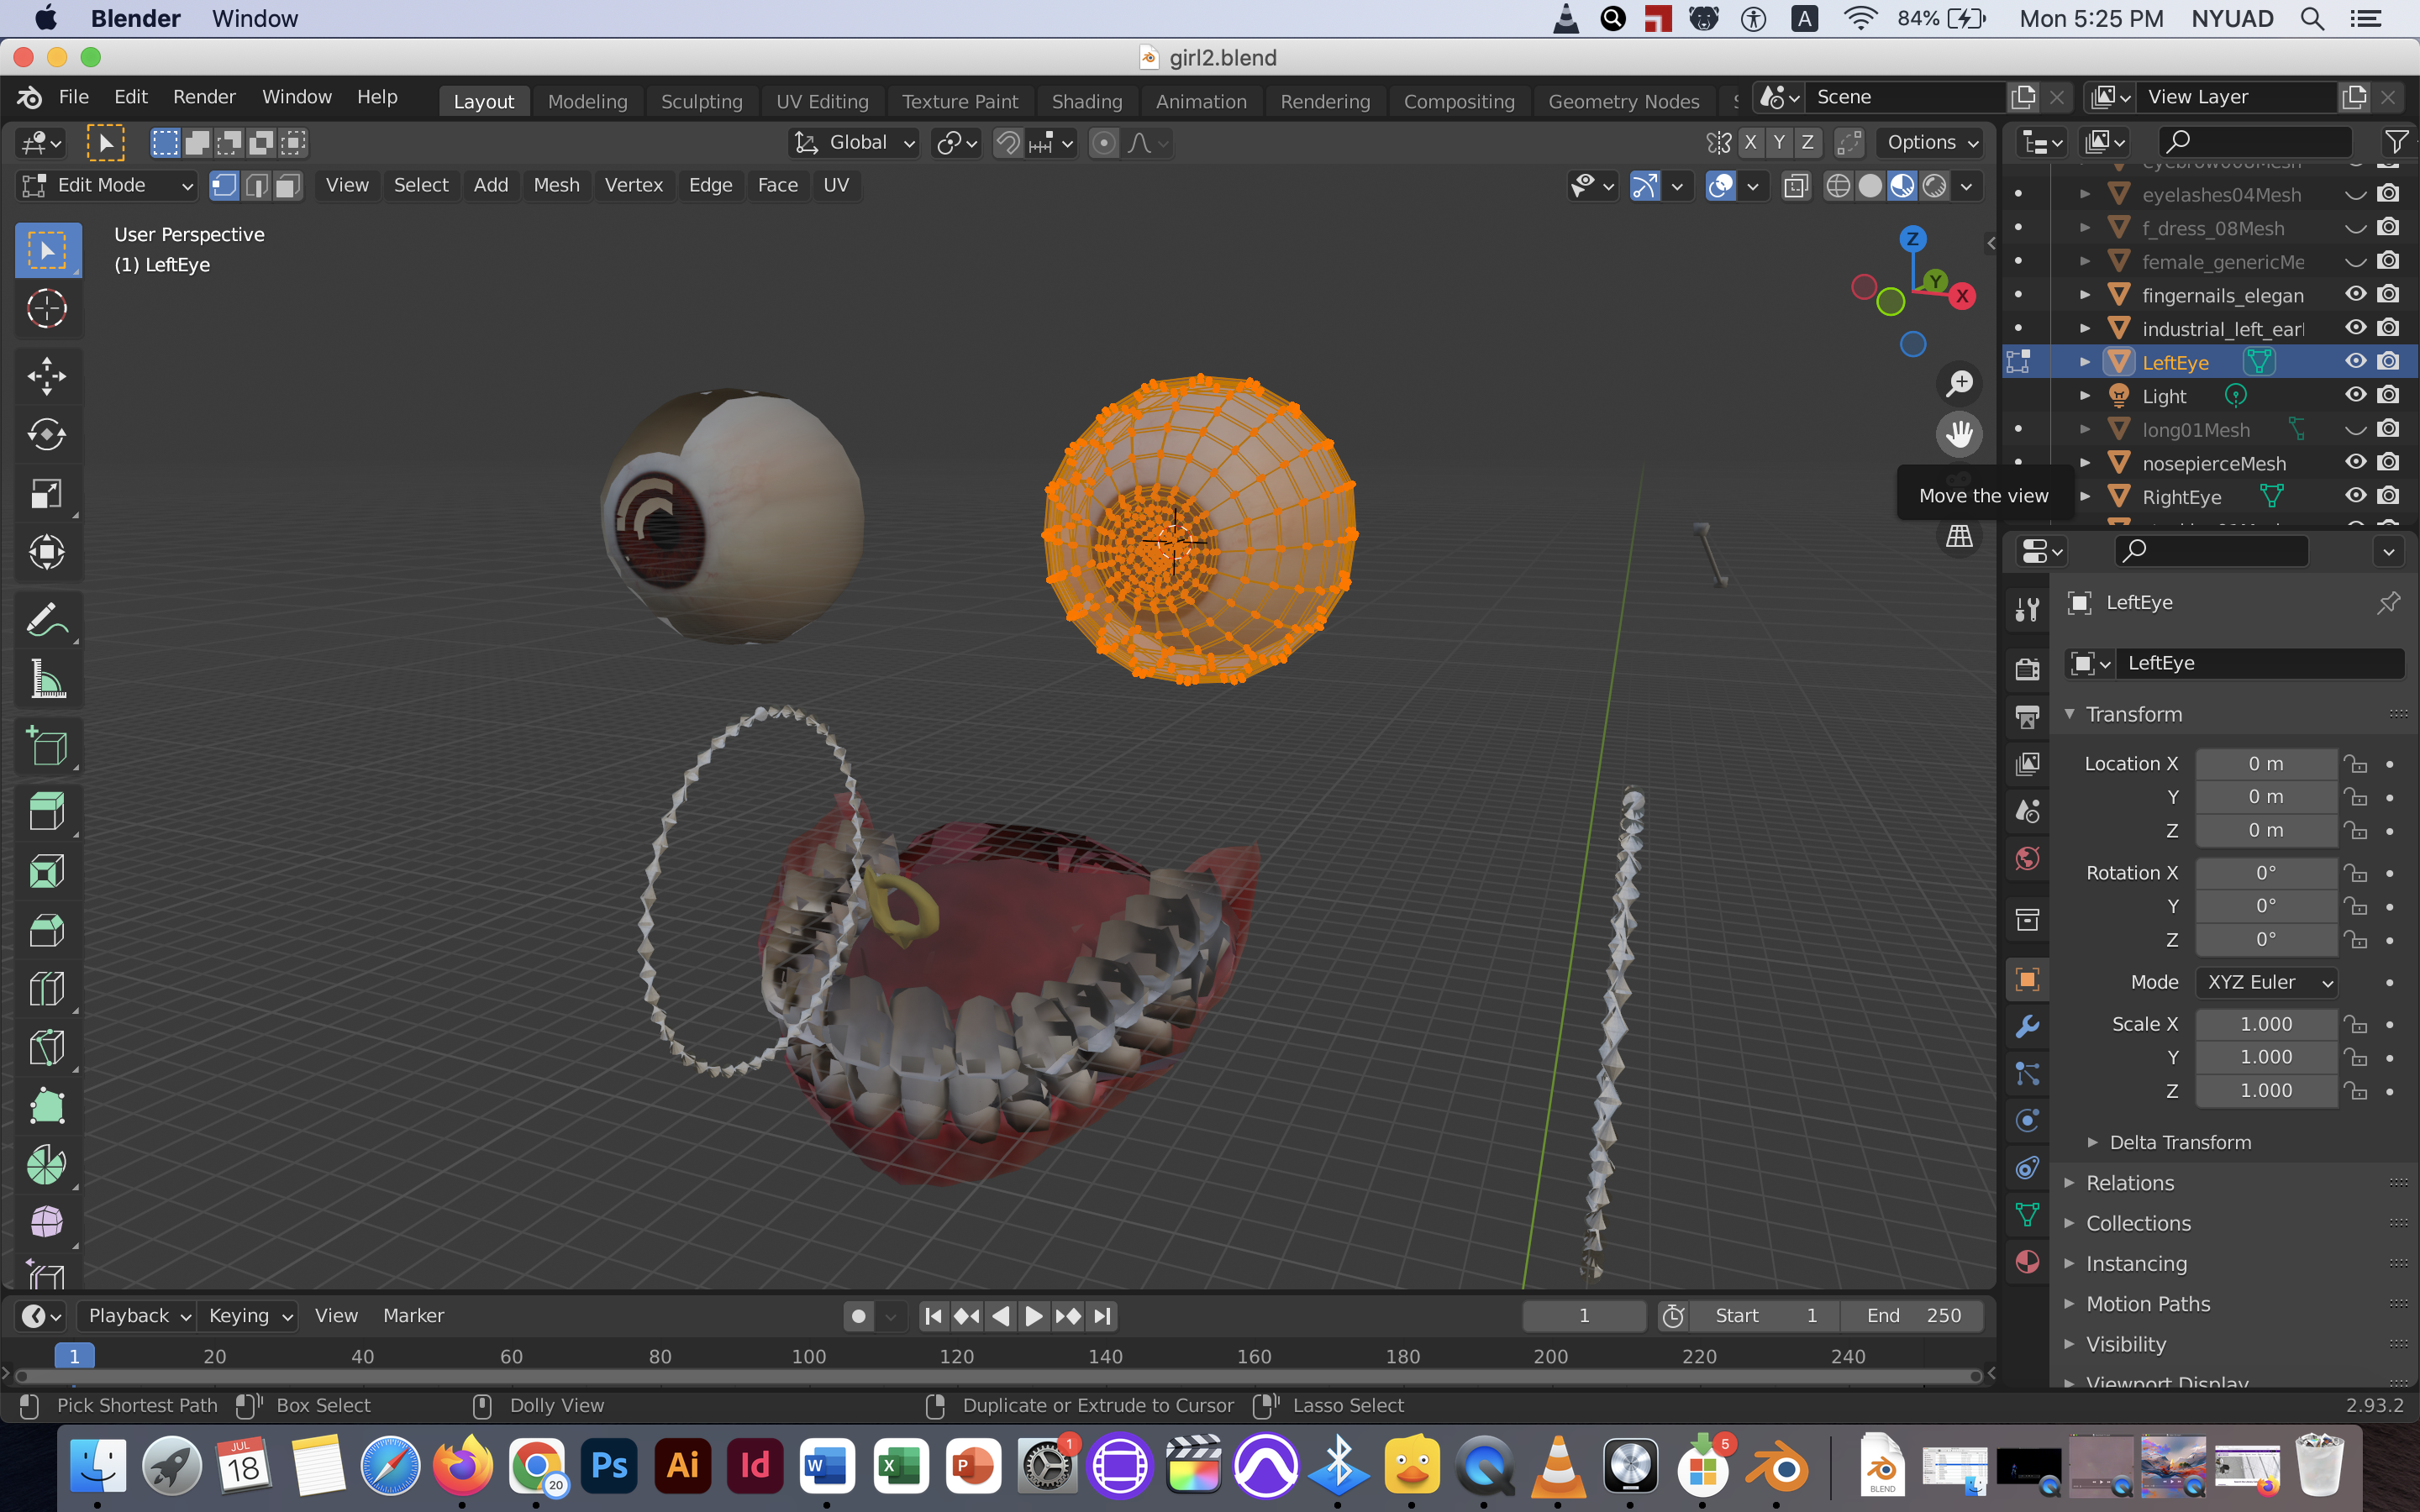 Blender Window A 84% Mon 5:25 PM NYUAD
girl2.blend
File Edit Render Window Help Layout Modeling Sculpting UV Editing Texture Paint Shading Animation Rendering Compositing Geometry Nodes Scene View Layer
Global X Y Z Options
Edit Mode View Select Add Mesh Vertex Edge Face UV
User Perspective
(1) LeftEye
Z
Y
X
Move the view
eyelashes04Mesh
f_dress_08Mesh
female_genericMe
fingernails_elegan
industrial_left_earl
LeftEye
Light
long01Mesh
nosepierceMesh
RightEye
LeftEye
LeftEye
Transform
Location X 0 m
Y 0 m
Z 0 m
Rotation X 0°
Y 0°
Z 0°
Mode XYZ Euler
Scale X 1.000
Y 1.000
Z 1.000
Delta Transform
Relations
Collections
Instancing
Motion Paths
Visibility
Viewport Display
Playback Keying View Marker 1 Start 1 End 250
1 20 40 60 80 100 120 140 160 180 200 220 240
Pick Shortest Path Box Select Dolly View Duplicate or Extrude to Cursor Lasso Select 2.93.2
JUL
18
20
Ps
Ai
Id
W
X
P
1
5
BLEND